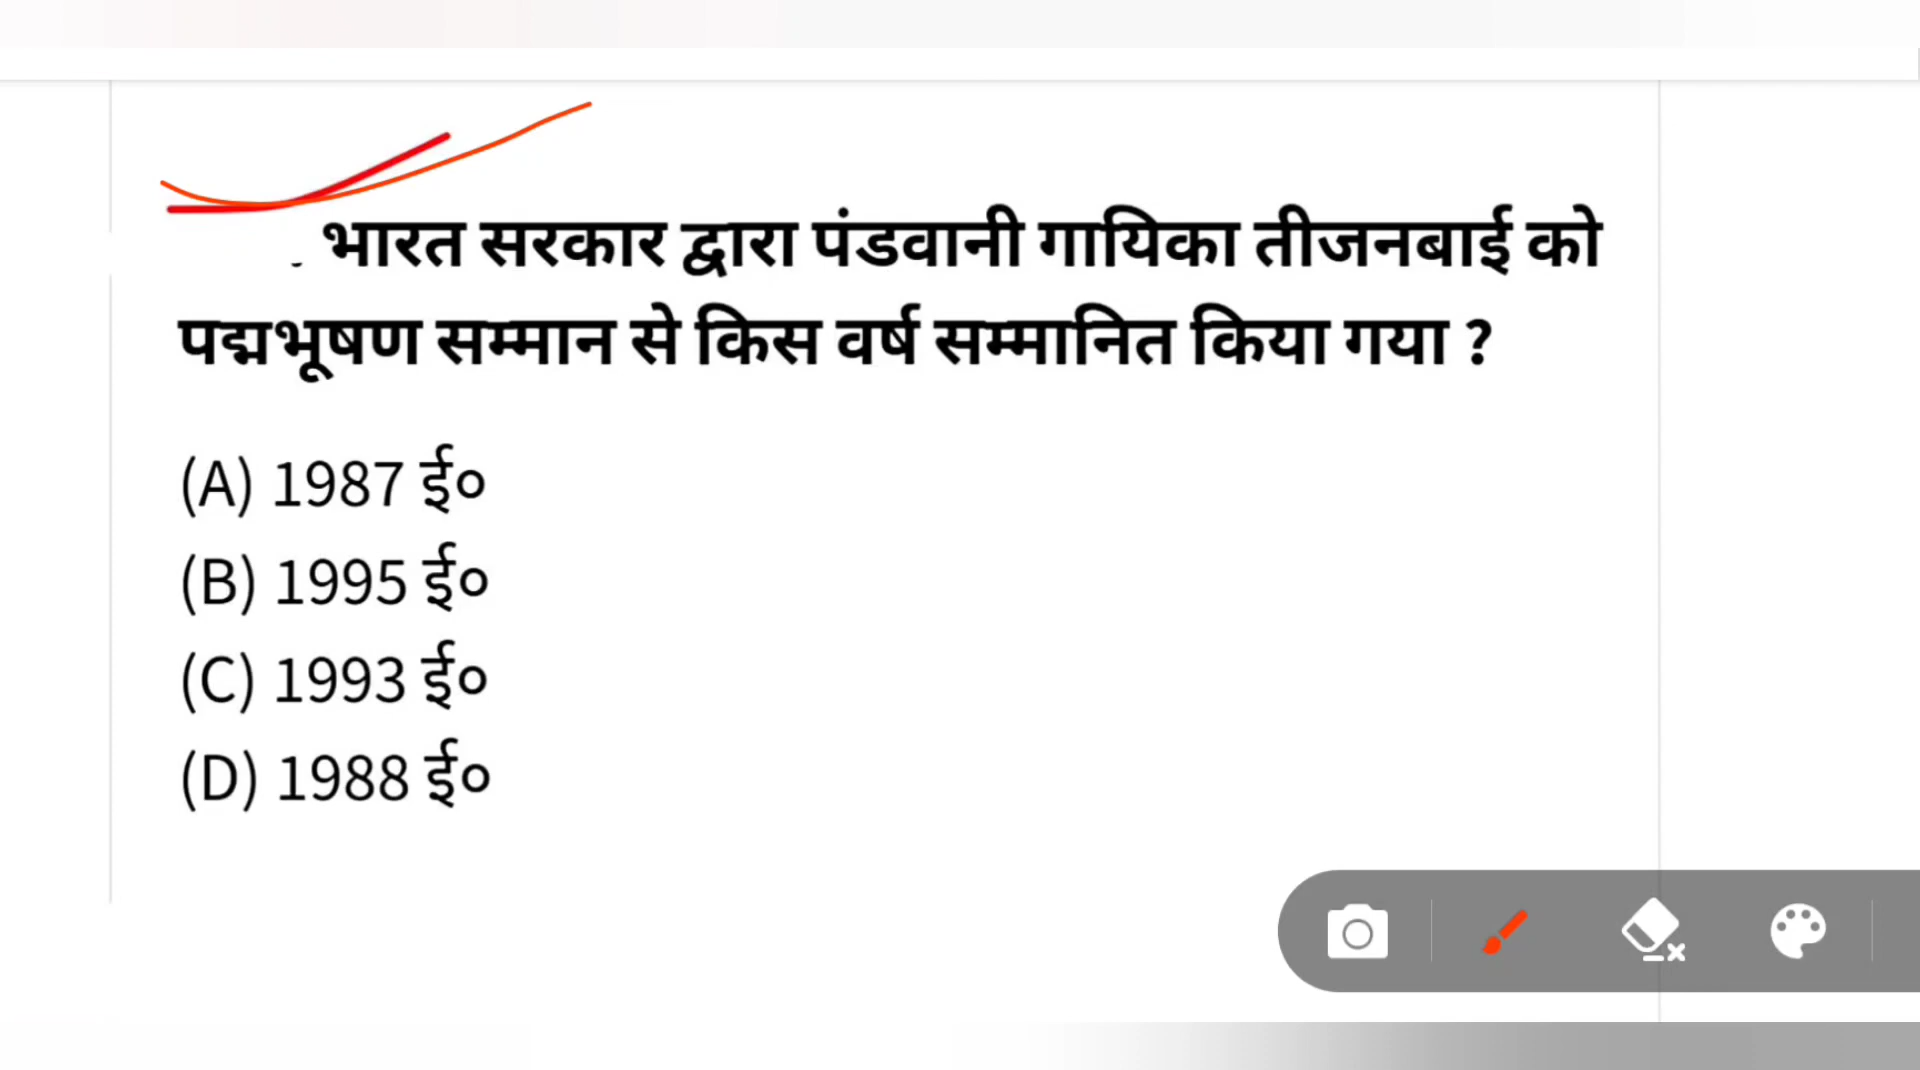 भारत सरकार द्वारा पंडवानी गायिका तीजनबाई को
पद्मभूषण सम्मान से किस वर्ष सम्मानित किया गया ?
(A) 1987 ई०
(B) 1995 ई०
(C) 1993 ई०
(D) 1988 ई०